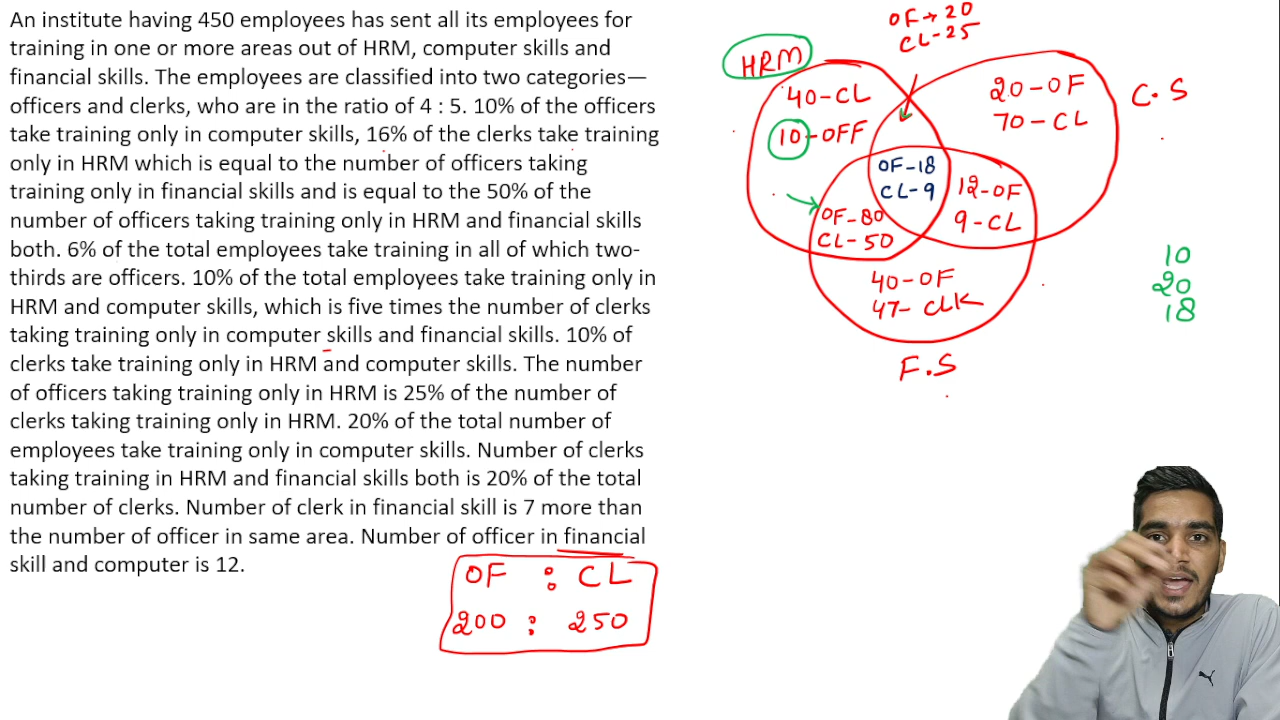 An institute having 450 employees has sent all its employees for
training in one or more areas out of HRM, computer skills and
financial skills. The employees are classified into two categories—
officers and clerks, who are in the ratio of 4 : 5. 10% of the officers
take training only in computer skills, 16% of the clerks take training
only in HRM which is equal to the number of officers taking
training only in financial skills and is equal to the 50% of the
number of officers taking training only in HRM and financial skills
both. 6% of the total employees take training in all of which two-
thirds are officers. 10% of the total employees take training only in
HRM and computer skills, which is five times the number of clerks
taking training only in computer skills and financial skills. 10% of
clerks take training only in HRM and computer skills. The number
of officers taking training only in HRM is 25% of the number of
clerks taking training only in HRM. 20% of the total number of
employees take training only in computer skills. Number of clerks
taking training in HRM and financial skills both is 20% of the total
number of clerks. Number of clerk in financial skill is 7 more than
the number of officer in same area. Number of officer in financial
skill and computer is 12.
OF : CL
200 : 250
OF→20
CL-25
HRM
40-CL
10-OFF
20-OF
70-CL
C.S
OF-18
CL-9
12-OF
9-CL
OF-80
CL-50
40-OF
47-CLK
F.S
10
20
18